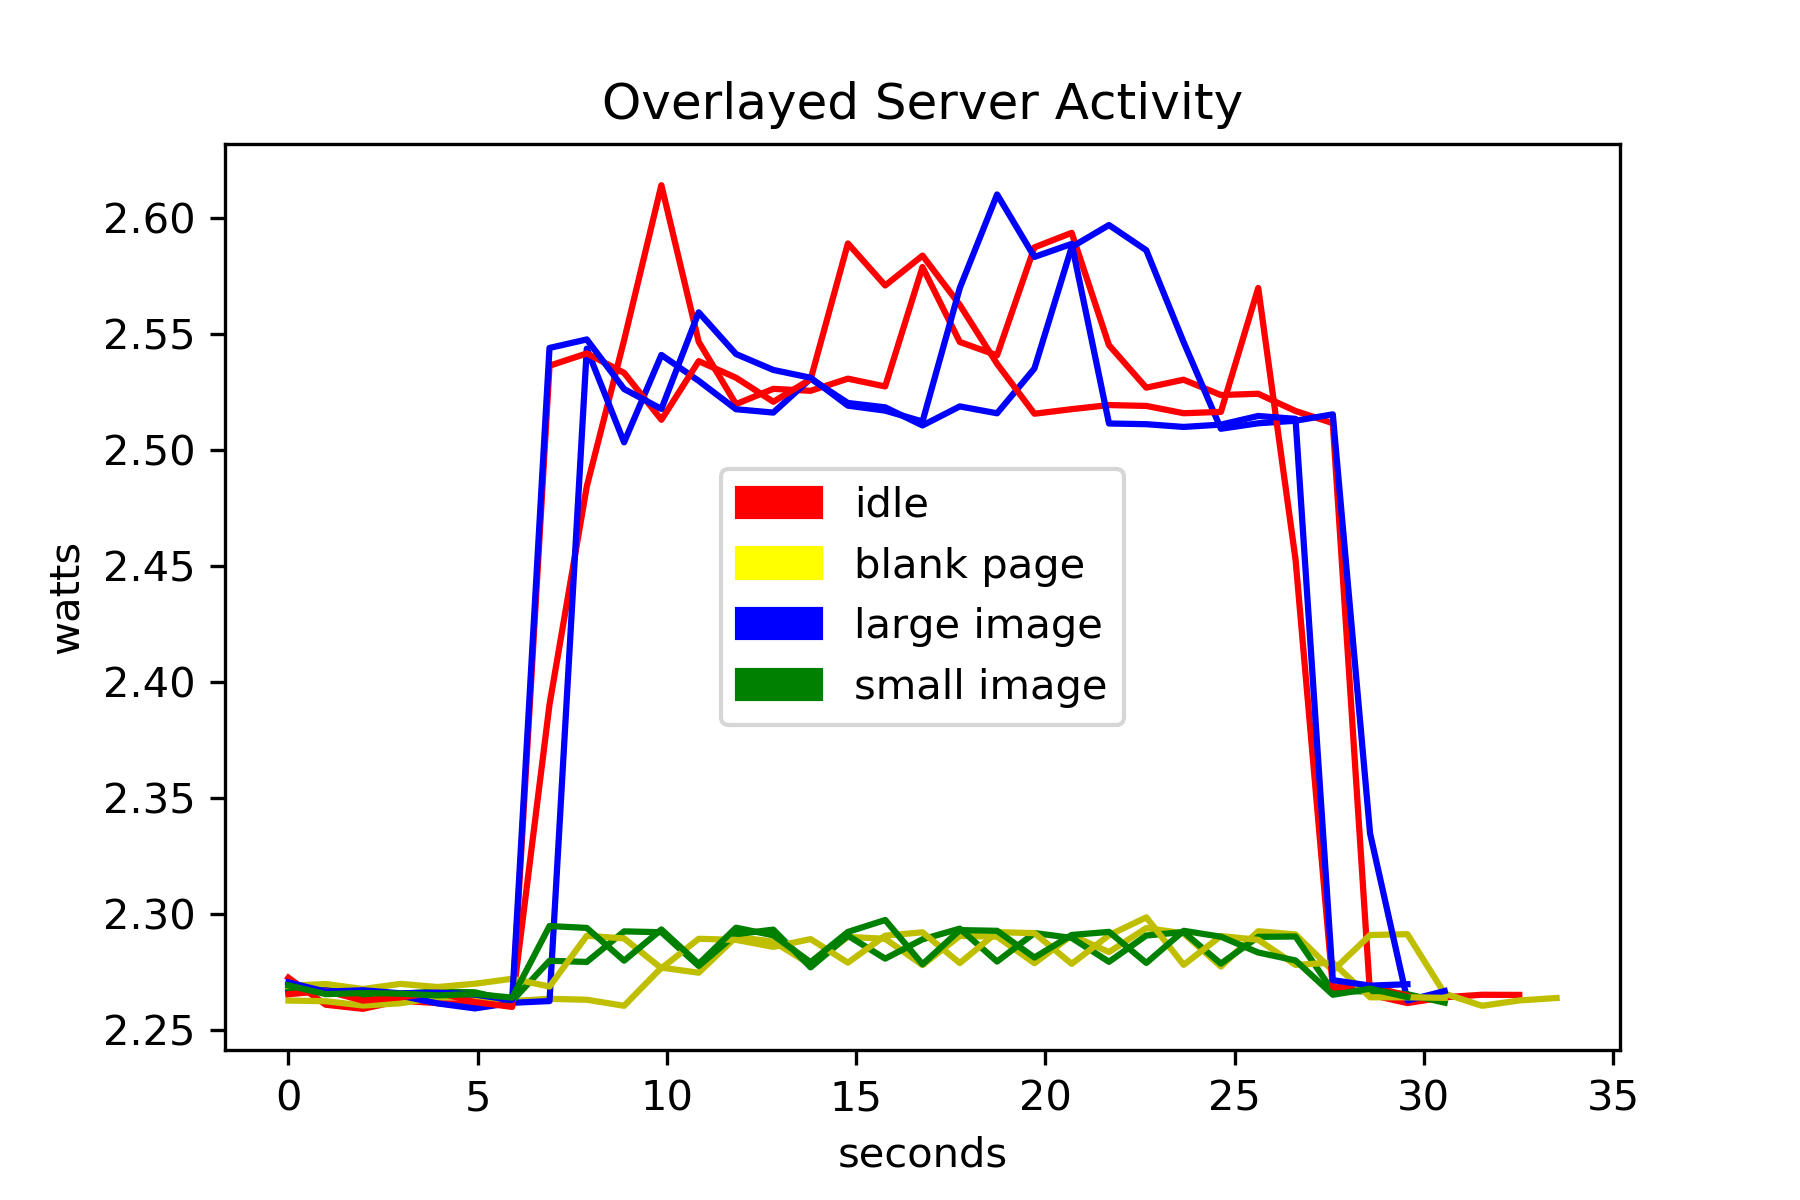 Overlayed Server Activity
2.60
2.55
2.50
2.45
2.40
2.35
2.30
2.25
watts
idle
blank page
large image
small image
0 5 10 15 20 25 30 35
seconds